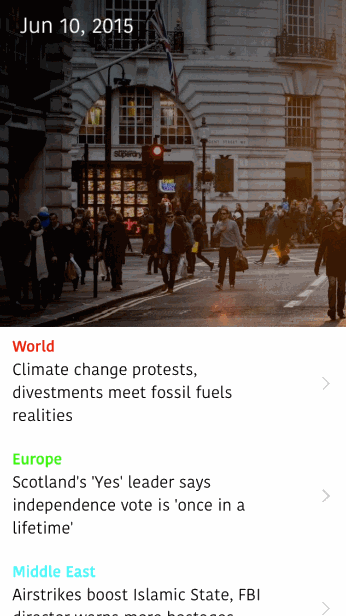 Jun 10, 2015
Superdry
World
Climate change protests,
divestments meet fossil fuels
realities
Europe
Scotland's 'Yes' leader says
independence vote is 'once in a
lifetime'
Middle East
Airstrikes boost Islamic State, FBI
director warns more hostages